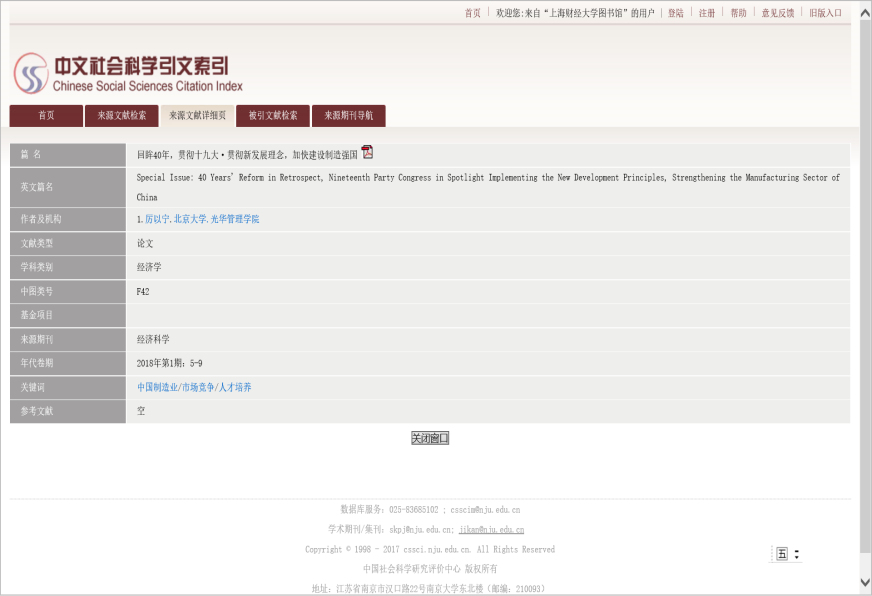 首页 欢迎您:来自“上海财经大学图书馆”的用户 登陆 注册 帮助 意见反馈 旧版入口
中文社会科学引文索引
Chinese Social Sciences Citation Index
首页 来源文献检索 来源文献详细页 被引文献检索 来源期刊导航
篇 名 回眸40年，贯彻十九大·贯彻新发展理念，加快建设制造强国
英文篇名 Special Issue: 40 Years' Reform in Retrospect, Nineteenth Party Congress in Spotlight Implementing the New Development Principles, Strengthening the Manufacturing Sector of
China
作者及机构 1.厉以宁.北京大学.光华管理学院
文献类型 论文
学科类别 经济学
中图类号 F42
基金项目
来源期刊 经济科学
年代卷期 2018年第1期：5-9
关键词 中国制造业/市场竞争/人才培养
参考文献 空
关闭窗口
数据库服务：025-83685102 ; csscim@nju.edu.cn
学术期刊/集刊：skpj@nju.edu.cn; jikan@nju.edu.cn
Copyright © 1998 - 2017 cssci.nju.edu.cn. All Rights Reserved
中国社会科学研究评价中心 版权所有
地址：江苏省南京市汉口路22号南京大学东北楼（邮编：210093）
五